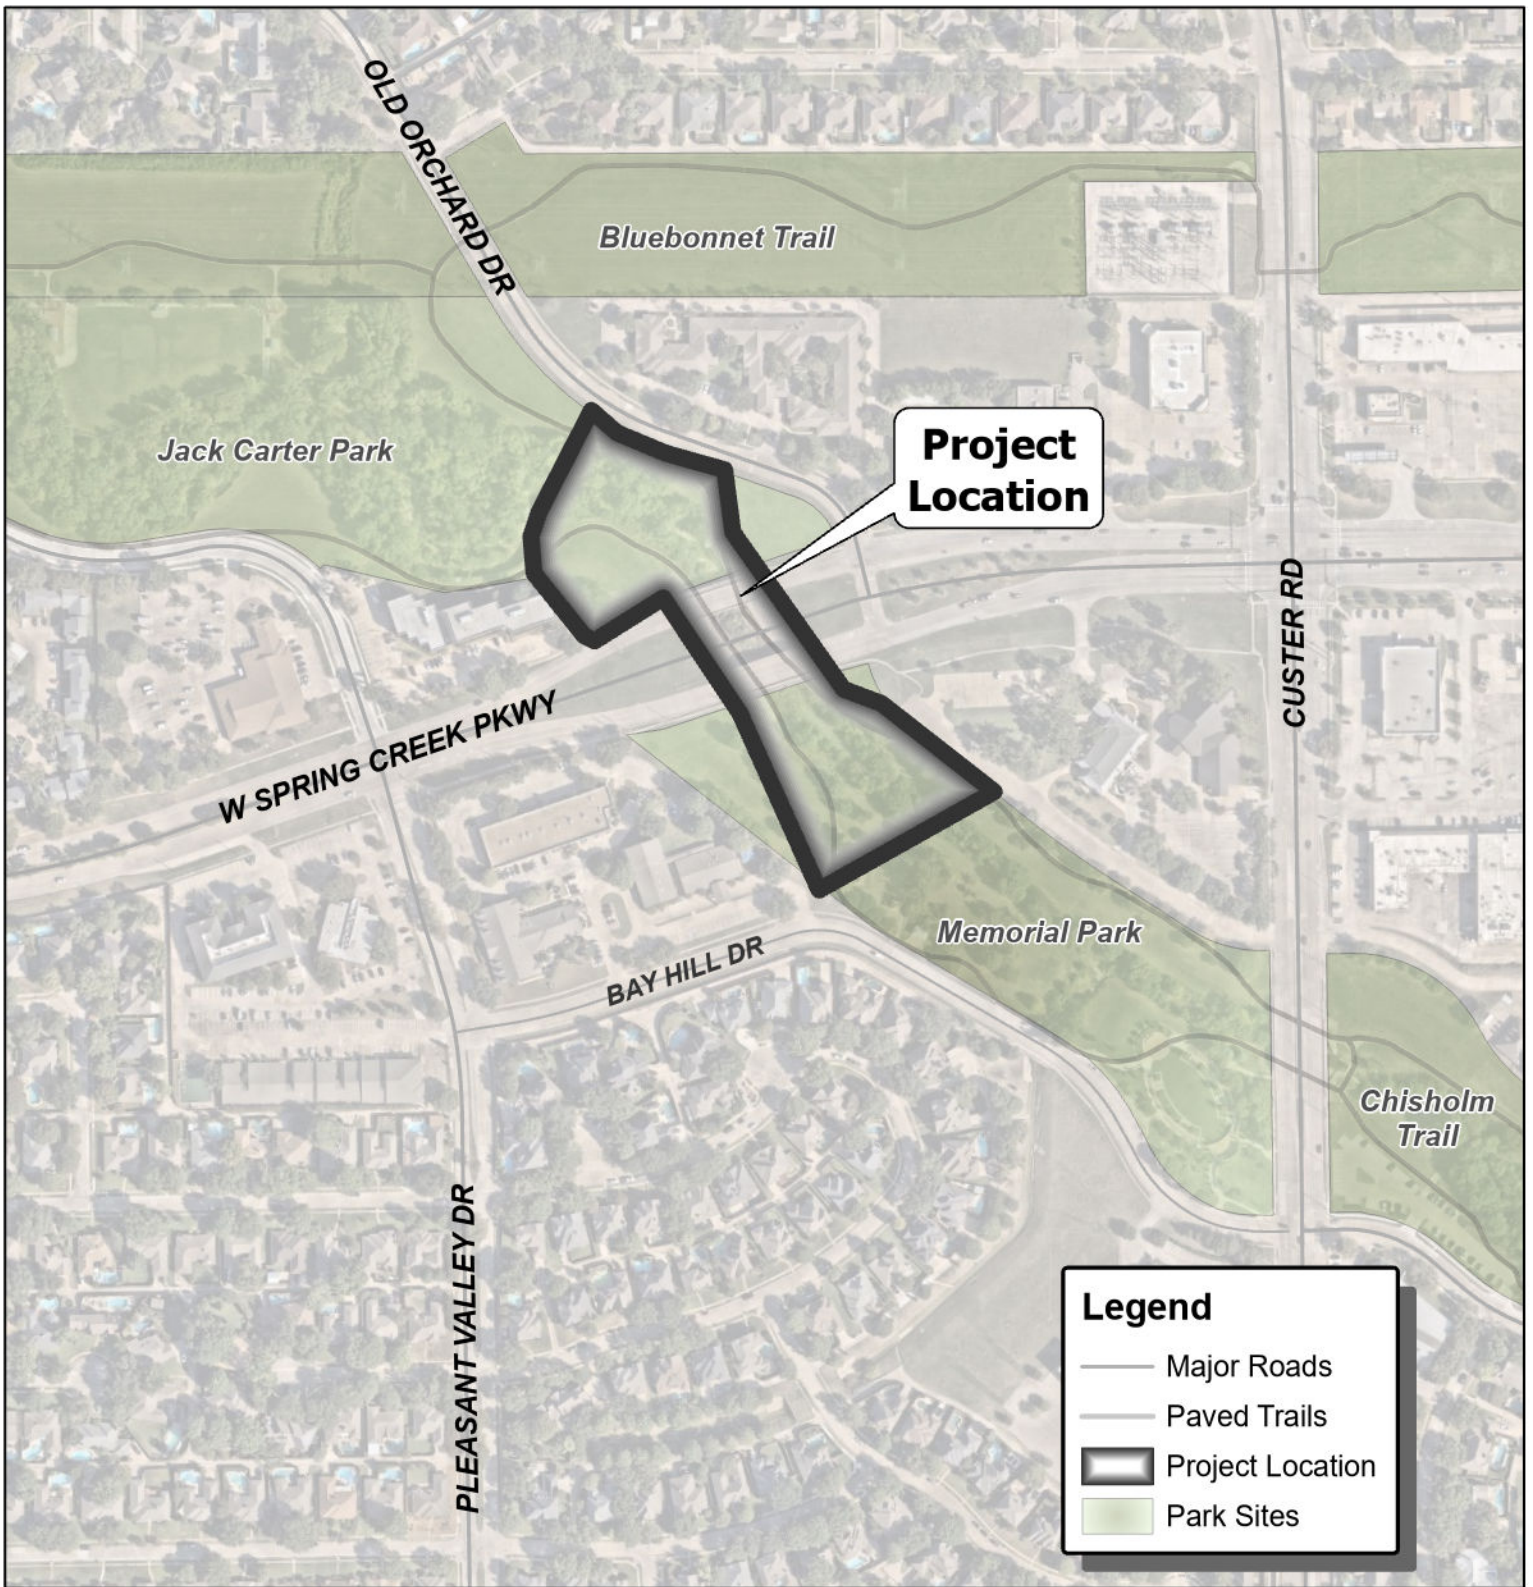 OLD ORCHARD DR
Bluebonnet Trail
Jack Carter Park
Project
Location
CUSTER RD
W SPRING CREEK PKWY
Memorial Park
BAY HILL DR
Chisholm
Trail
PLEASANT VALLEY DR
Legend
Major Roads
Paved Trails
Project Location
Park Sites